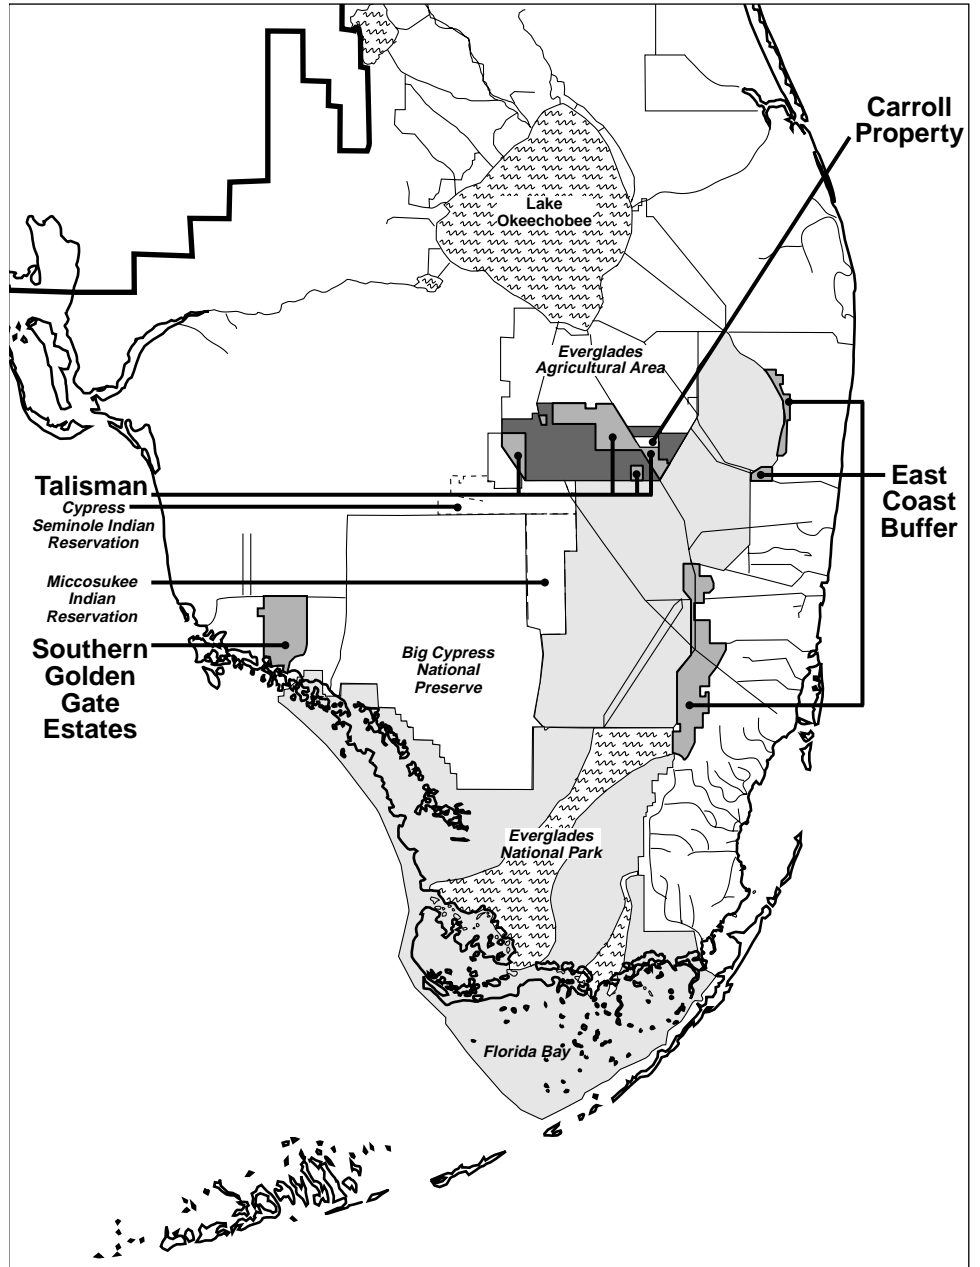 Carroll
Property
Lake
Okeechobee
Everglades
Agricultural Area
Talisman
Cypress
Seminole Indian
Reservation
East
Coast
Buffer
Miccosukee
Indian
Reservation
Southern
Golden
Gate
Estates
Big Cypress
National
Preserve
Everglades
National Park
Florida Bay